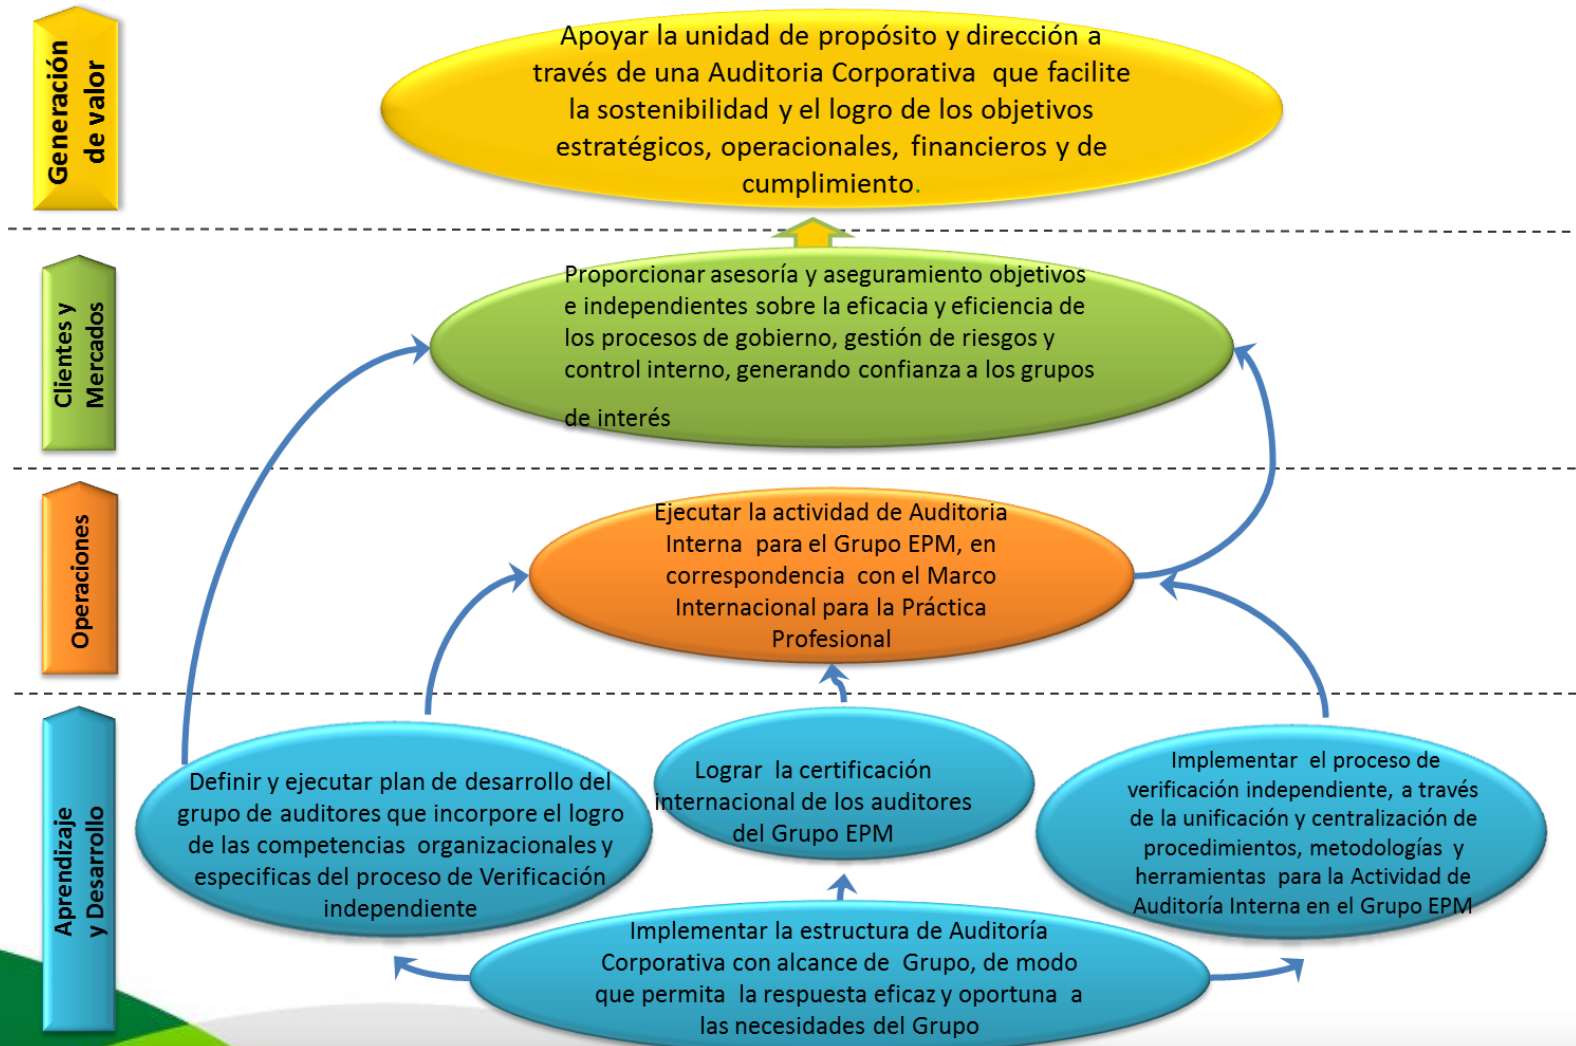 Generación
de valor
Apoyar la unidad de propósito y dirección a
través de una Auditoria Corporativa que facilite
la sostenibilidad y el logro de los objetivos
estratégicos, operacionales, financieros y de
cumplimiento.
Clientes y
Mercados
Proporcionar asesoría y aseguramiento objetivos
e independientes sobre la eficacia y eficiencia de
los procesos de gobierno, gestión de riesgos y
control interno, generando confianza a los grupos
de interés
Operaciones
Ejecutar la actividad de Auditoria
Interna para el Grupo EPM, en
correspondencia con el Marco
Internacional para la Práctica
Profesional
Aprendizaje
y Desarrollo
Definir y ejecutar plan de desarrollo del
grupo de auditores que incorpore el logro
de las competencias organizacionales y
especificas del proceso de Verificación
independiente
Lograr la certificación
internacional de los auditores
del Grupo EPM
Implementar el proceso de
verificación independiente, a través
de la unificación y centralización de
procedimientos, metodologías y
herramientas para la Actividad de
Auditoría Interna en el Grupo EPM
Implementar la estructura de Auditoría
Corporativa con alcance de Grupo, de modo
que permita la respuesta eficaz y oportuna a
las necesidades del Grupo